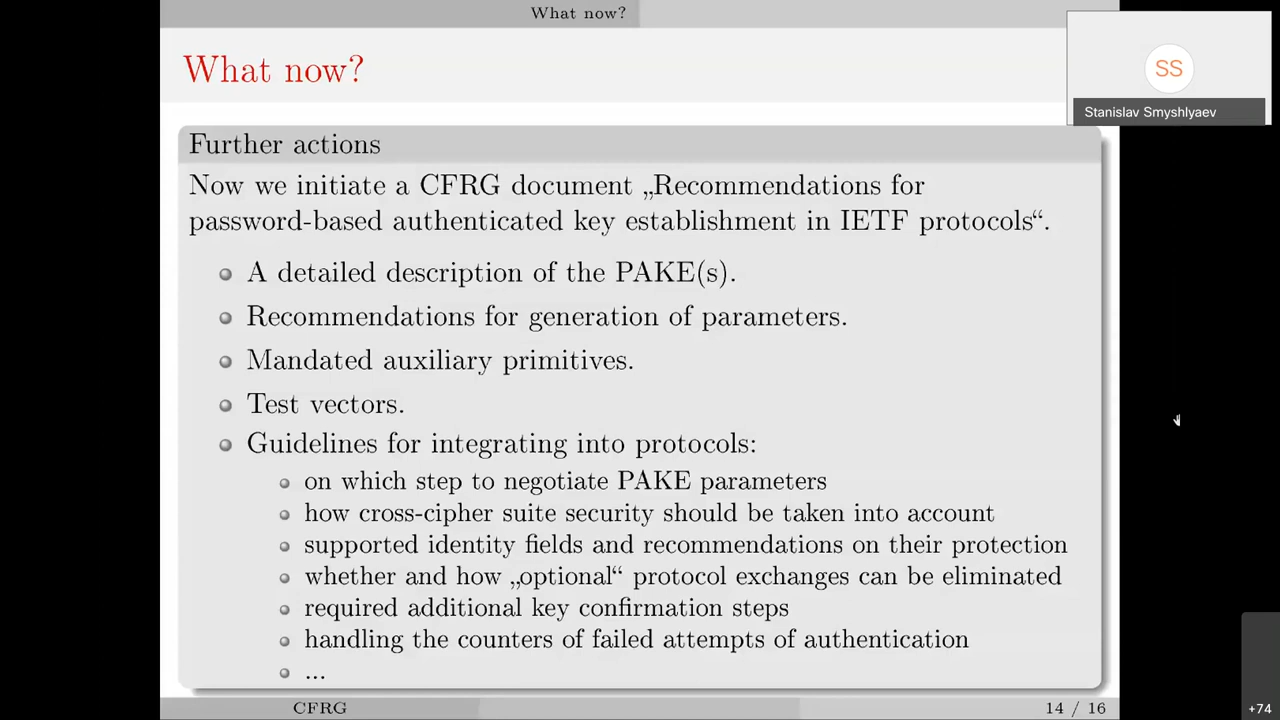 What now?
What now?
SS
Stanislav Smyshlyaev
Further actions
Now we initiate a CFRG document „Recommendations for
password-based authenticated key establishment in IETF protocols“.
A detailed description of the PAKE(s).
Recommendations for generation of parameters.
Mandated auxiliary primitives.
Test vectors.
Guidelines for integrating into protocols:
on which step to negotiate PAKE parameters
how cross-cipher suite security should be taken into account
supported identity fields and recommendations on their protection
whether and how „optional“ protocol exchanges can be eliminated
required additional key confirmation steps
handling the counters of failed attempts of authentication
...
CFRG
14 / 16
+74